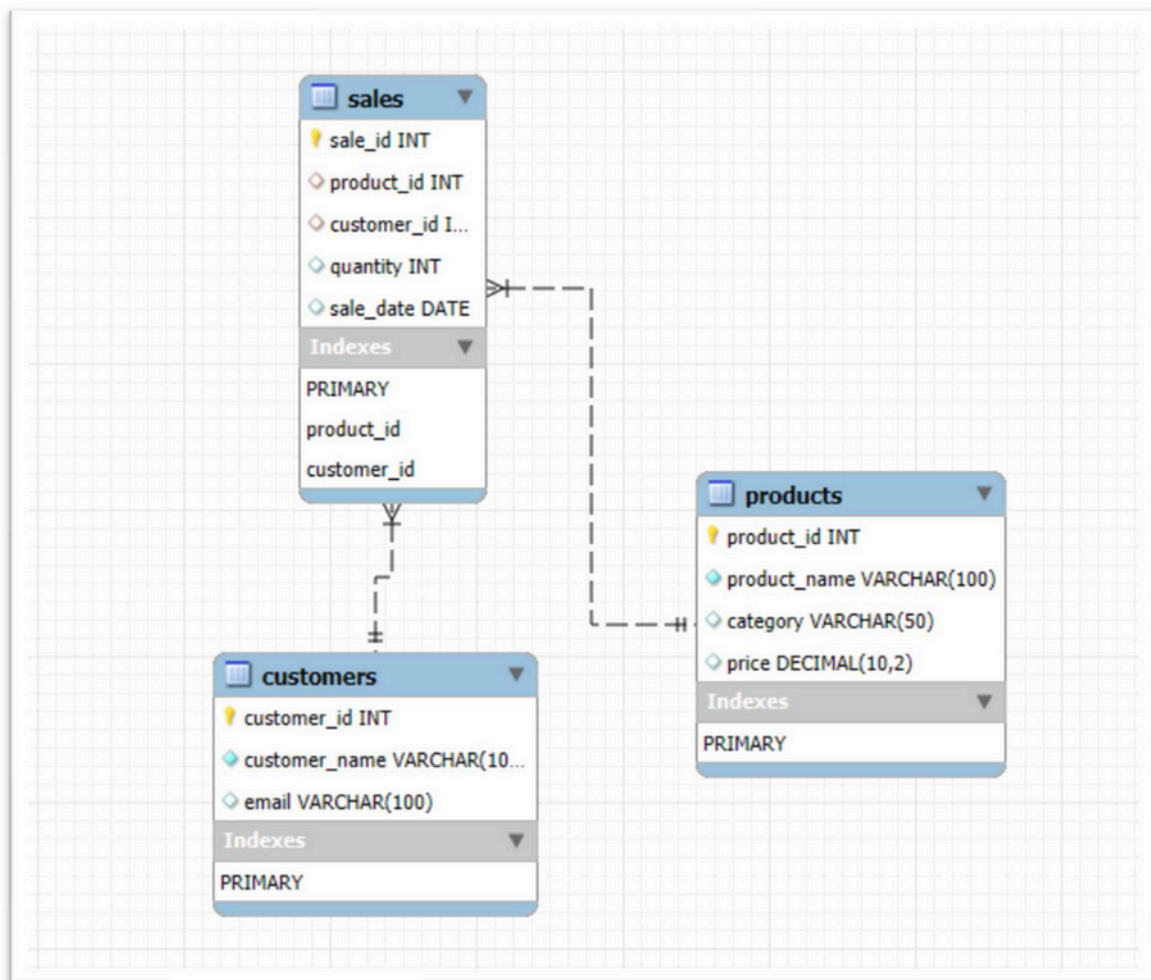 sales
sale_id INT
product_id INT
customer_id I...
quantity INT
sale_date DATE
Indexes
PRIMARY
product_id
customer_id
products
product_id INT
product_name VARCHAR(100)
category VARCHAR(50)
price DECIMAL(10,2)
Indexes
PRIMARY
customers
customer_id INT
customer_name VARCHAR(10...
email VARCHAR(100)
Indexes
PRIMARY